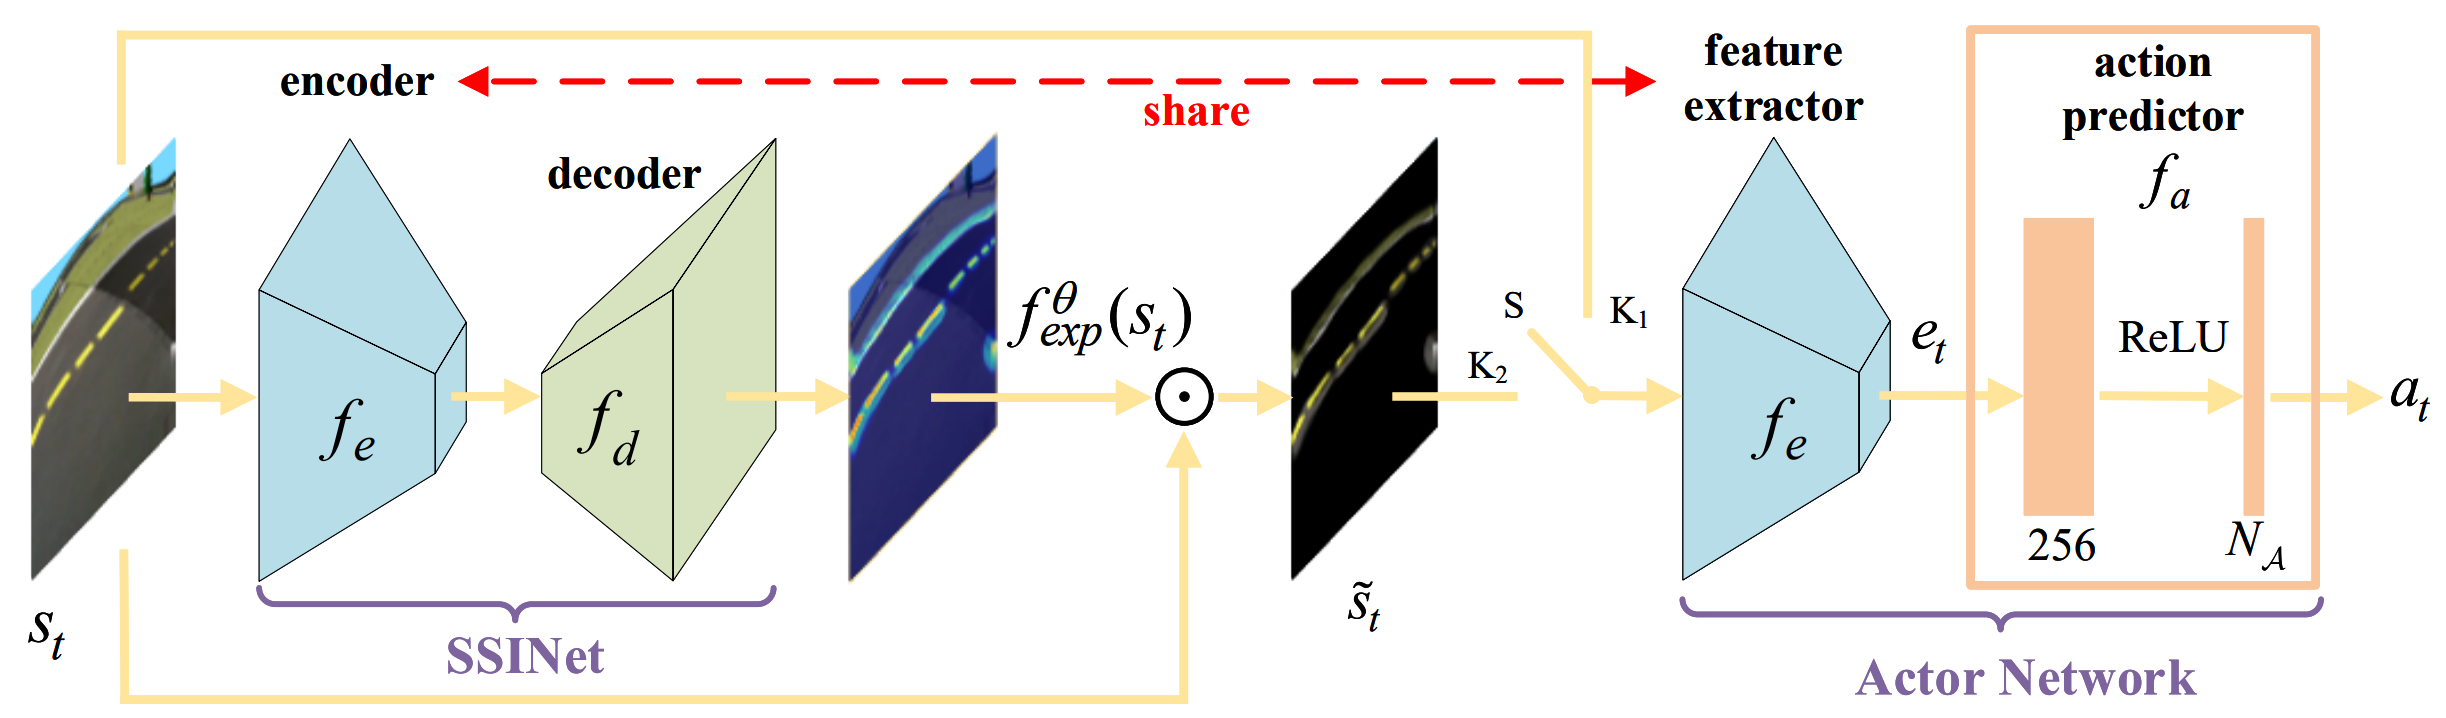 encoder
share
feature
extractor
action
predictor
fₐ
decoder
f_exp^θ(s_t)
S
K₁
K₂
e_t
ReLU
a_t
f_e
f_d
f_e
256
N_𝒜
s_t
s̃_t
SSINet
Actor Network